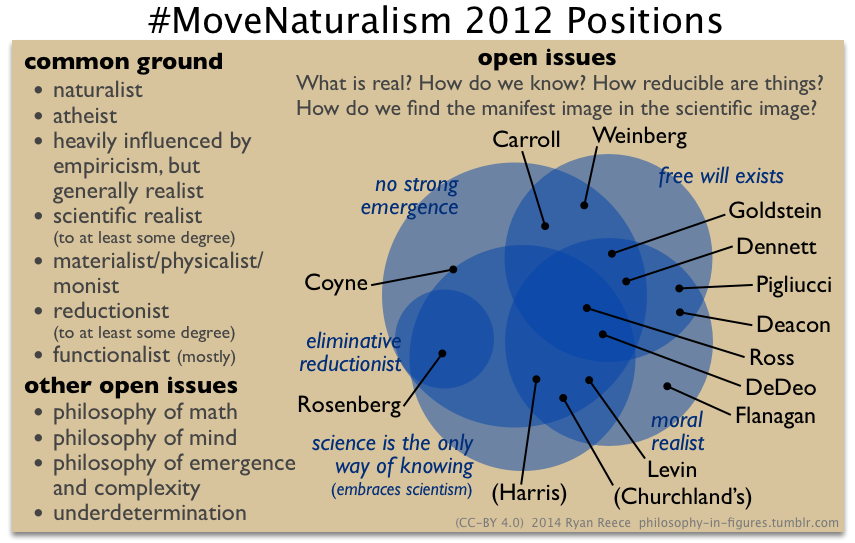 #MoveNaturalism 2012 Positions
common ground
• naturalist
• atheist
• heavily influenced by
empiricism, but
generally realist
• scientific realist
(to at least some degree)
• materialist/physicalist/
monist
• reductionist
(to at least some degree)
• functionalist (mostly)
other open issues
• philosophy of math
• philosophy of mind
• philosophy of emergence
and complexity
• underdetermination
open issues
What is real? How do we know? How reducible are things?
How do we find the manifest image in the scientific image?
Carroll
Weinberg
no strong
emergence
free will exists
Goldstein
Dennett
Coyne
Pigliucci
Deacon
eliminative
reductionist
Ross
DeDeo
Rosenberg
Flanagan
moral
realist
science is the only
way of knowing
(embraces scientism)
Levin
(Harris)
(Churchland's)
(CC-BY 4.0) 2014 Ryan Reece philosophy-in-figures.tumblr.com